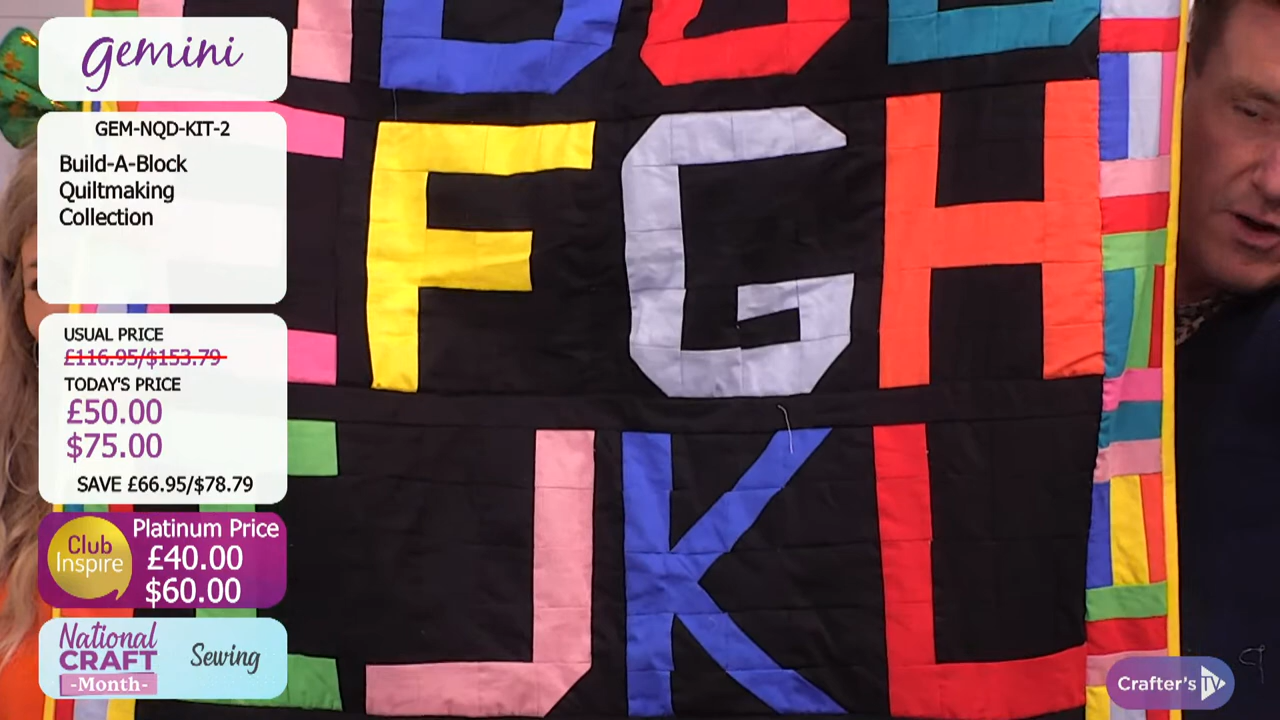 gemini
GEM-NQD-KIT-2
Build-A-Block
Quiltmaking
Collection
USUAL PRICE
£116.95/$153.79
TODAY'S PRICE
£50.00
$75.00
SAVE £66.95/$78.79
Club
Inspire
Platinum Price
£40.00
$60.00
National
CRAFT
-Month-
Sewing
F G H
J K L
Crafter's TV